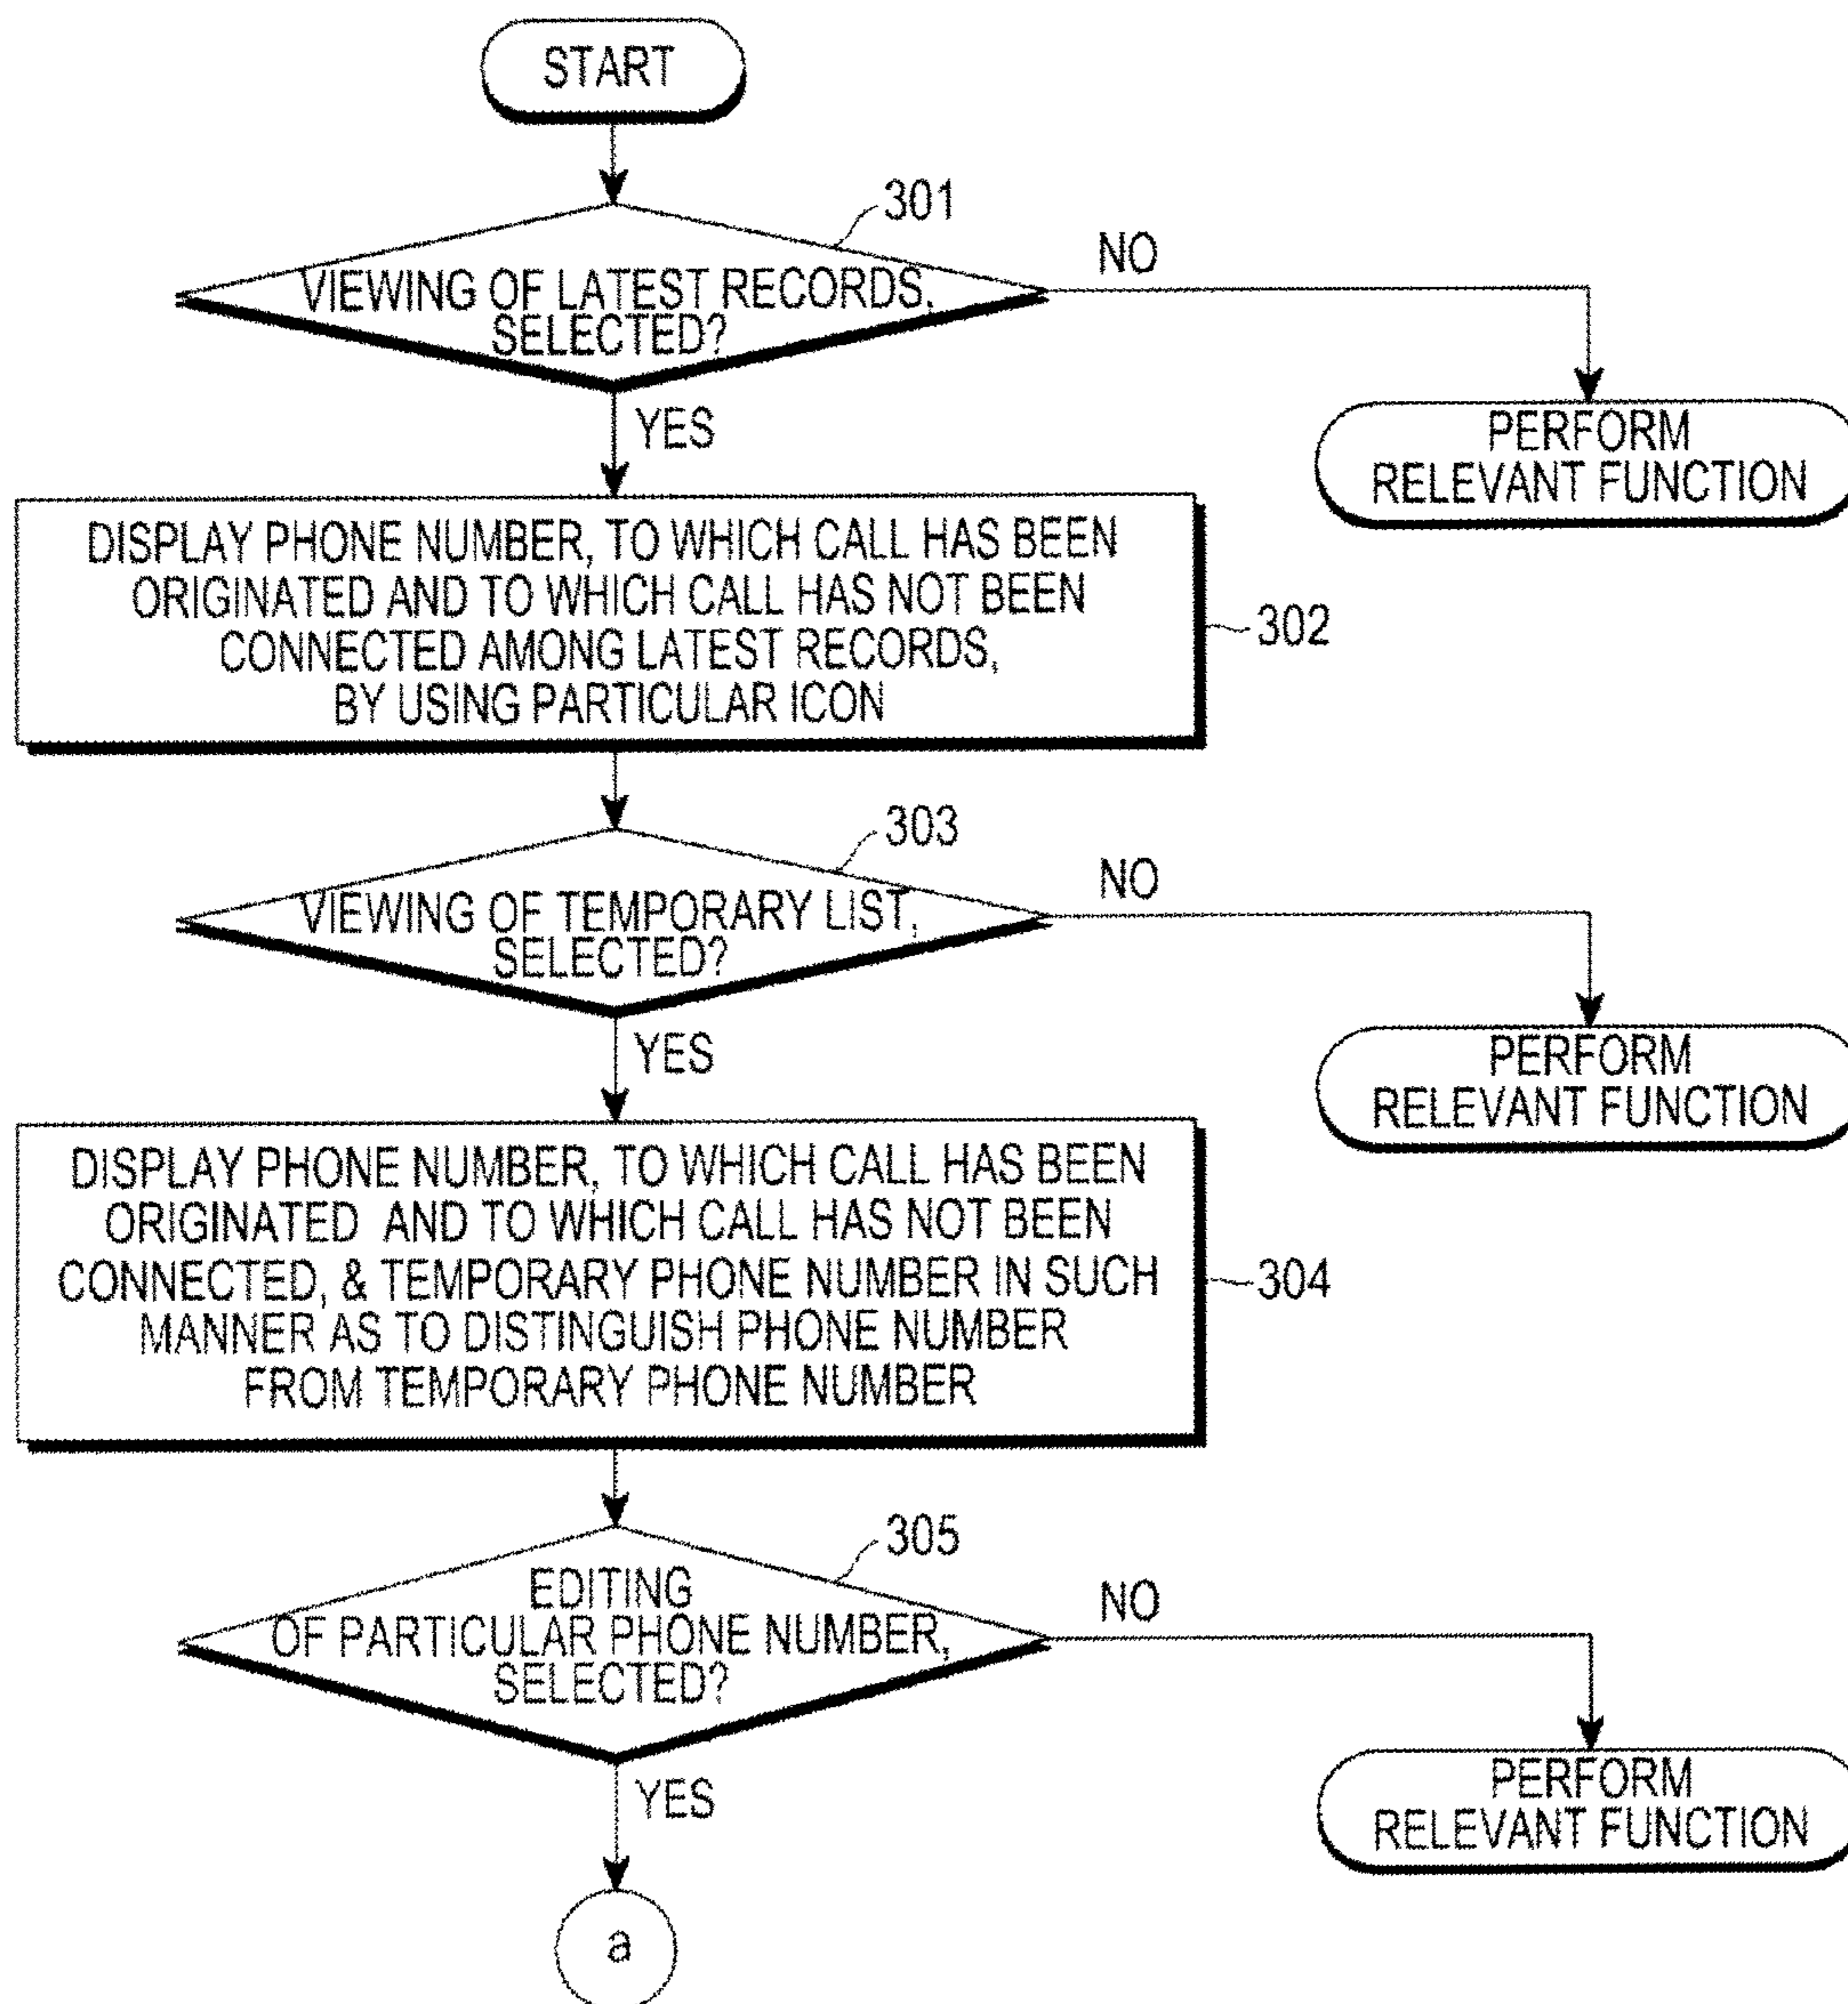 START
301
VIEWING OF LATEST RECORDS,
SELECTED?
NO
YES
PERFORM
RELEVANT FUNCTION
DISPLAY PHONE NUMBER, TO WHICH CALL HAS BEEN
ORIGINATED AND TO WHICH CALL HAS NOT BEEN
CONNECTED AMONG LATEST RECORDS,
BY USING PARTICULAR ICON
302
303
VIEWING OF TEMPORARY LIST,
SELECTED?
NO
YES
PERFORM
RELEVANT FUNCTION
DISPLAY PHONE NUMBER, TO WHICH CALL HAS BEEN
ORIGINATED AND TO WHICH CALL HAS NOT BEEN
CONNECTED, & TEMPORARY PHONE NUMBER IN SUCH
MANNER AS TO DISTINGUISH PHONE NUMBER
FROM TEMPORARY PHONE NUMBER
304
305
EDITING
OF PARTICULAR PHONE NUMBER,
SELECTED?
NO
YES
PERFORM
RELEVANT FUNCTION
a